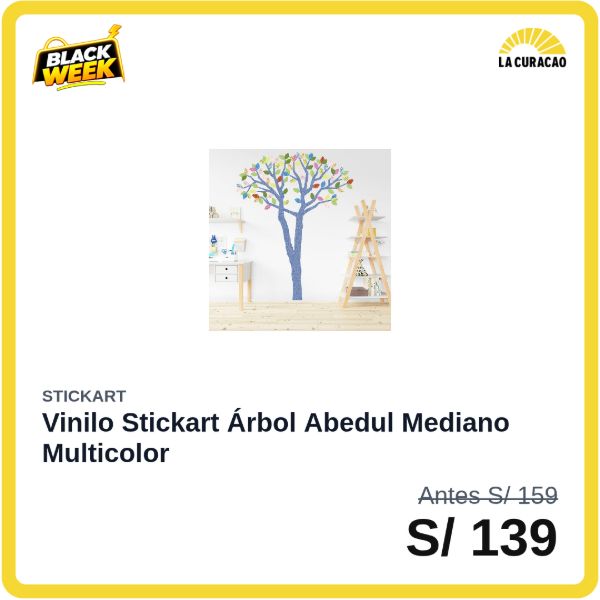 BLACK
WEEK
LA CURACAO
STICKART
Vinilo Stickart Árbol Abedul Mediano
Multicolor
Antes S/ 159
S/ 139